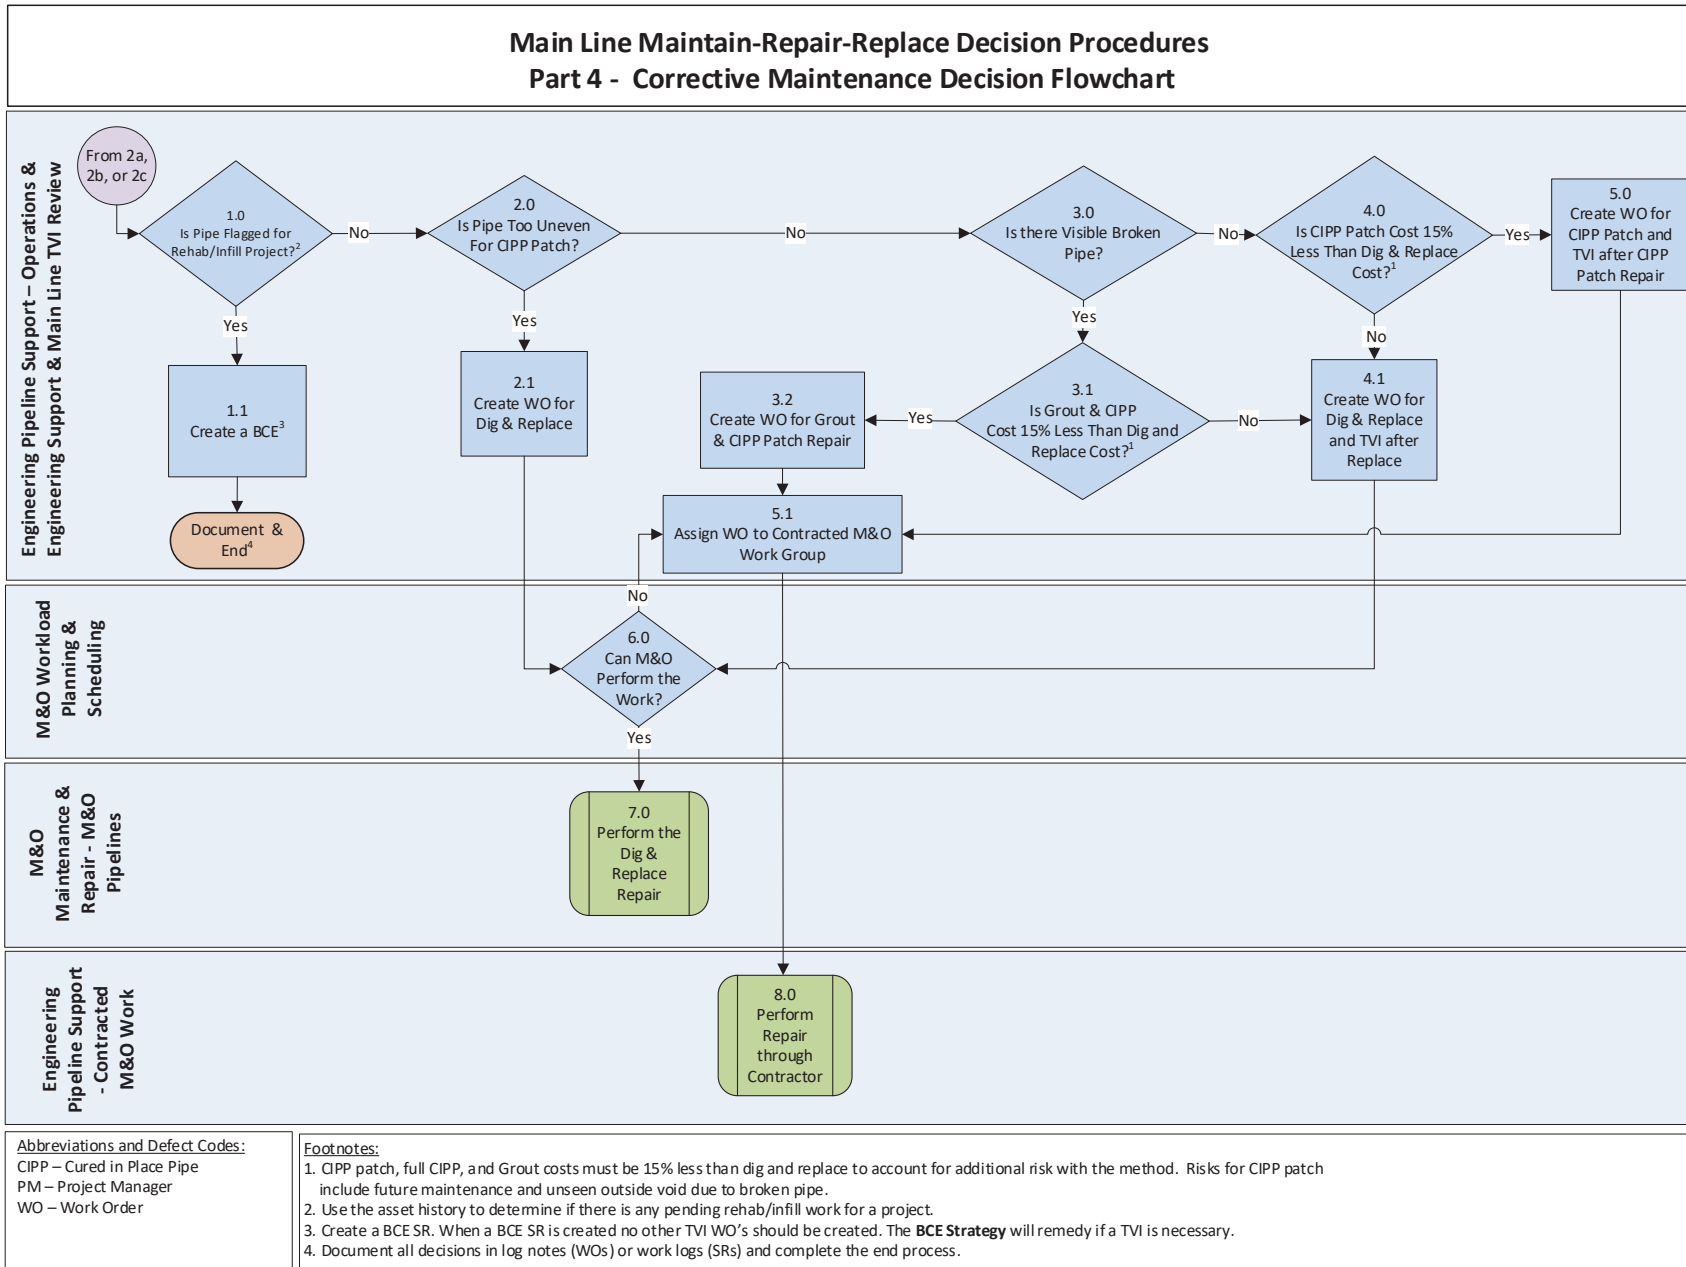 Main Line Maintain-Repair-Replace Decision Procedures
Part 4 - Corrective Maintenance Decision Flowchart
Engineering Pipeline Support – Operations &
Engineering Support & Main Line TVI Review
From 2a,
2b, or 2c
1.0
Is Pipe Flagged for
Rehab/Infill Project?2
No
Yes
1.1
Create a BCE3
Document &
End4
2.0
Is Pipe Too Uneven
For CIPP Patch?
No
Yes
2.1
Create WO for
Dig & Replace
3.0
Is there Visible Broken
Pipe?
No
Yes
3.1
Is Grout & CIPP
Cost 15% Less Than Dig and
Replace Cost?1
Yes
No
3.2
Create WO for Grout
& CIPP Patch Repair
4.0
Is CIPP Patch Cost 15%
Less Than Dig & Replace
Cost?1
Yes
No
4.1
Create WO for
Dig & Replace
and TVI after
Replace
5.0
Create WO for
CIPP Patch and
TVI after CIPP
Patch Repair
5.1
Assign WO to Contracted M&O
Work Group
M&O Workload
Planning &
Scheduling
No
6.0
Can M&O
Perform the
Work?
Yes
M&O
Maintenance &
Repair - M&O
Pipelines
7.0
Perform the
Dig &
Replace
Repair
Engineering
Pipeline Support
- Contracted
M&O Work
8.0
Perform
Repair
through
Contractor
Abbreviations and Defect Codes:
CIPP – Cured in Place Pipe
PM – Project Manager
WO – Work Order
Footnotes:
1. CIPP patch, full CIPP, and Grout costs must be 15% less than dig and replace to account for additional risk with the method. Risks for CIPP patch
include future maintenance and unseen outside void due to broken pipe.
2. Use the asset history to determine if there is any pending rehab/infill work for a project.
3. Create a BCE SR. When a BCE SR is created no other TVI WO's should be created. The BCE Strategy will remedy if a TVI is necessary.
4. Document all decisions in log notes (WOs) or work logs (SRs) and complete the end process.